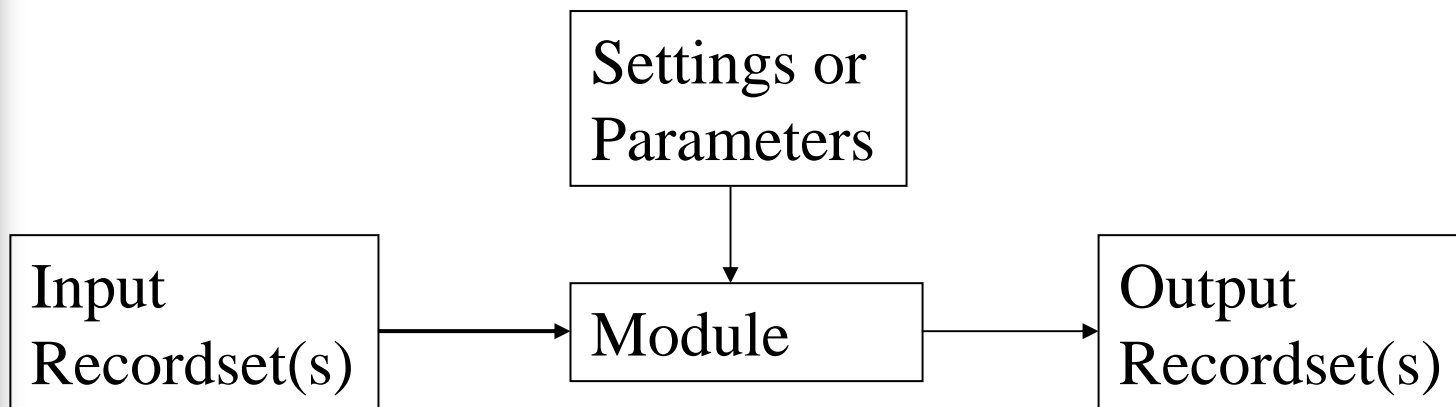 Settings or
Parameters
Input
Recordset(s)
Module
Output
Recordset(s)